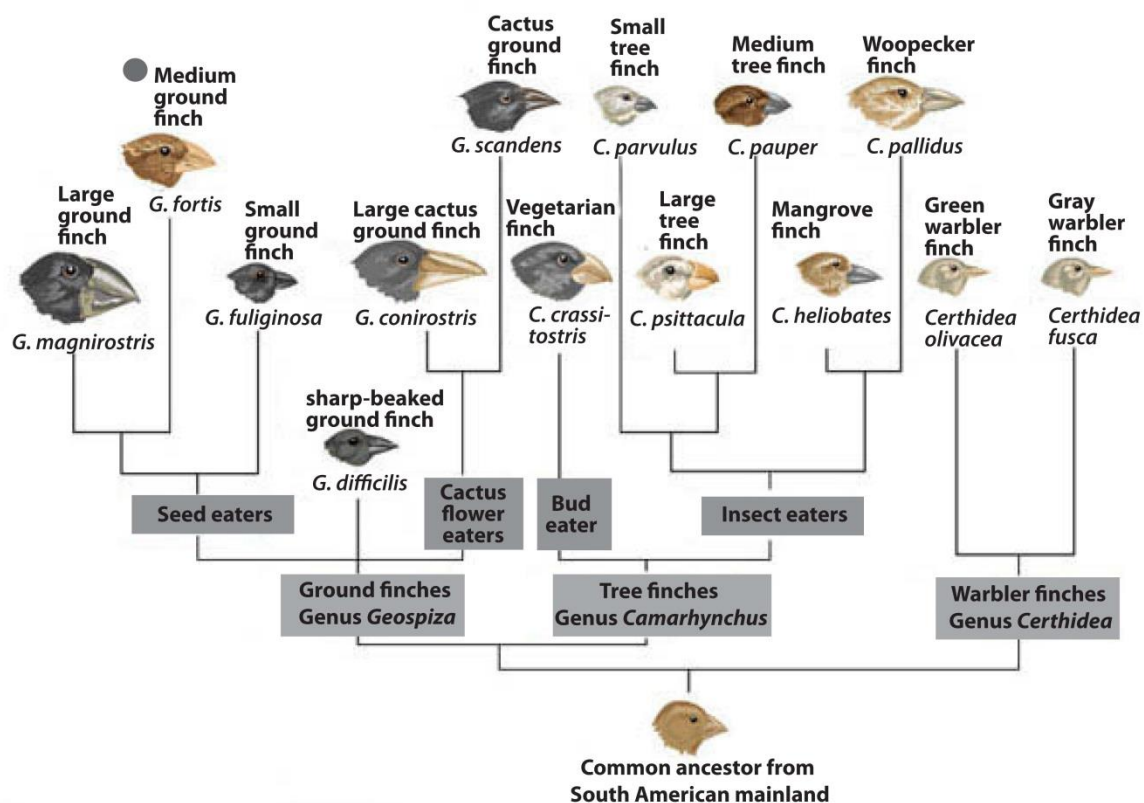 Cactus
ground
finch
G. scandens
Small
tree
finch
C. parvulus
Medium
tree finch
C. pauper
Woopecker
finch
C. pallidus
Medium
ground
finch
G. fortis
Large
ground
finch
G. magnirostris
Small
ground
finch
G. fuliginosa
Large cactus
ground finch
G. conirostris
Vegetarian
finch
C. crassi-
tostris
Large
tree
finch
C. psittacula
Mangrove
finch
C. heliobates
Green
warbler
finch
Certhidea
olivacea
Gray
warbler
finch
Certhidea
fusca
sharp-beaked
ground finch
G. difficilis
Seed eaters
Cactus
flower
eaters
Bud
eater
Insect eaters
Ground finches
Genus Geospiza
Tree finches
Genus Camarhynchus
Warbler finches
Genus Certhidea
Common ancestor from
South American mainland